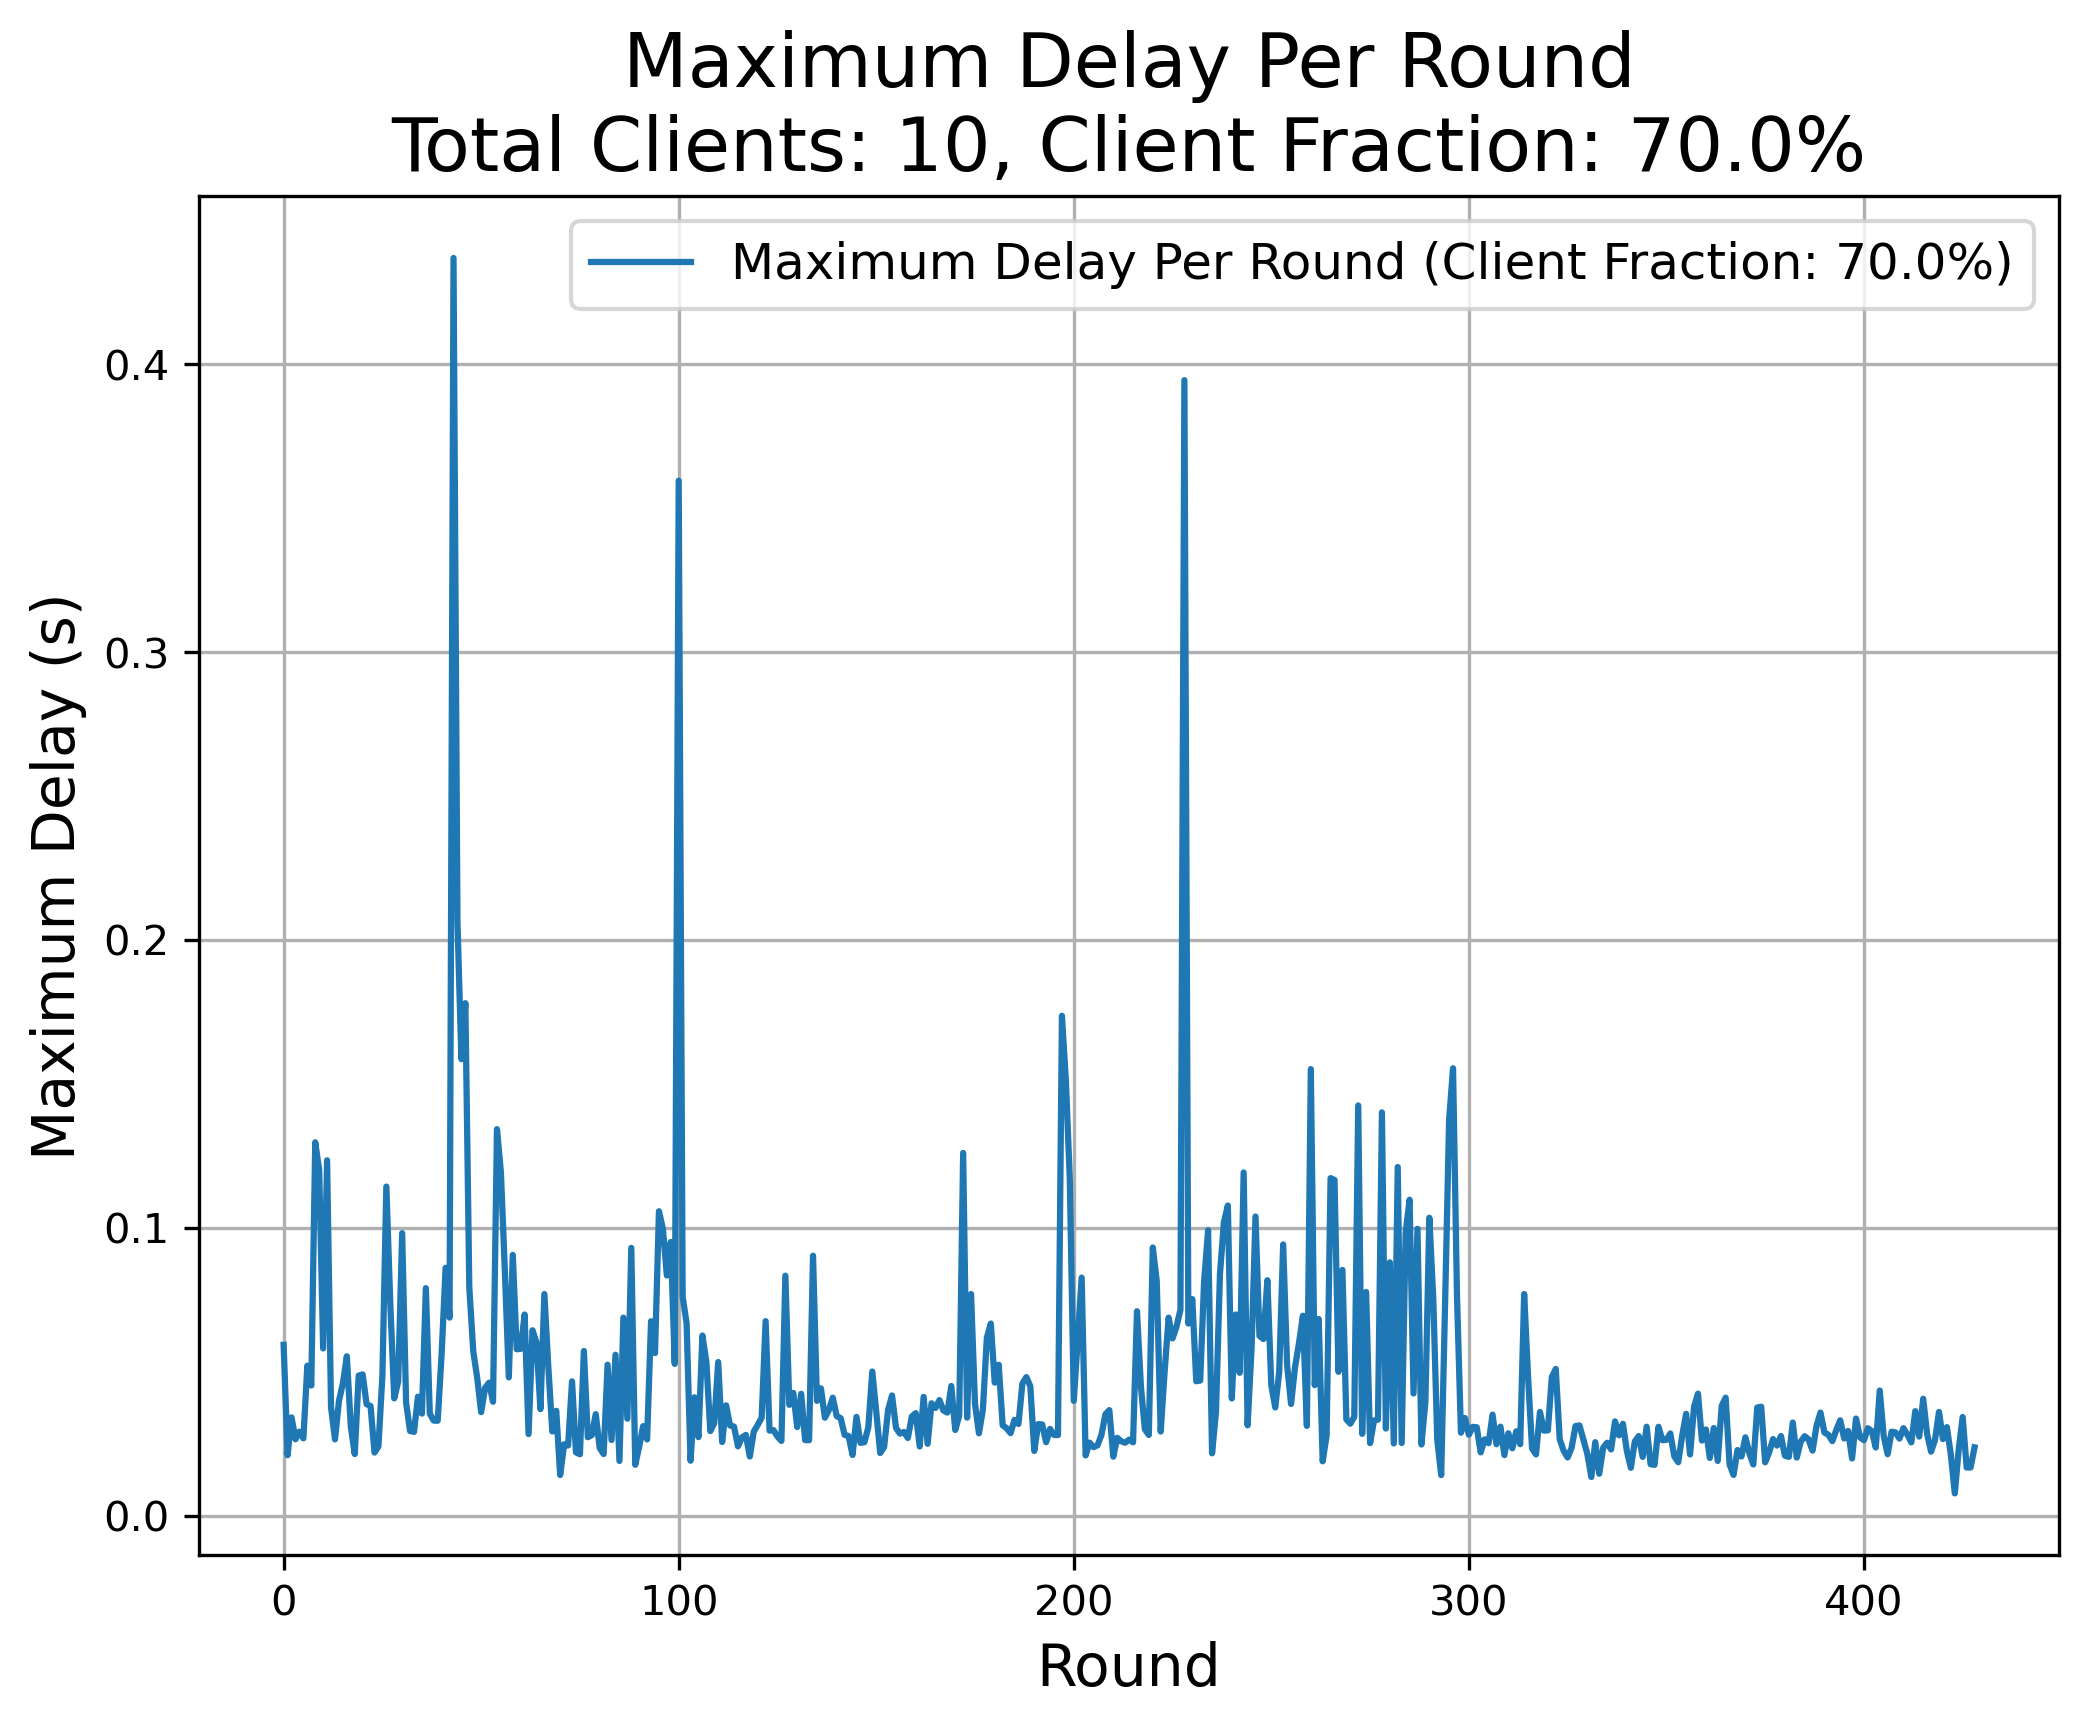 Maximum Delay Per Round
Total Clients: 10, Client Fraction: 70.0%
Maximum Delay Per Round (Client Fraction: 70.0%)
Maximum Delay (s)
0.4
0.3
0.2
0.1
0.0
0 100 200 300 400
Round